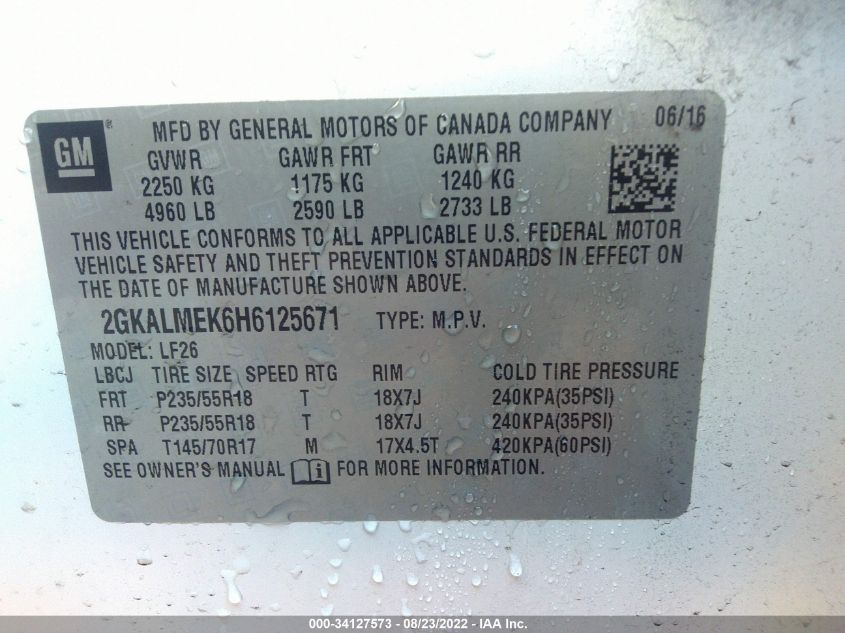 GM ® MFD BY GENERAL MOTORS OF CANADA COMPANY 06/16
GVWR GAWR FRT GAWR RR
2250 KG 1175 KG 1240 KG
4960 LB 2590 LB 2733 LB
THIS VEHICLE CONFORMS TO ALL APPLICABLE U.S. FEDERAL MOTOR
VEHICLE SAFETY AND THEFT PREVENTION STANDARDS IN EFFECT ON
THE DATE OF MANUFACTURE SHOWN ABOVE.
2GKALMEK6H6125671 TYPE: M.P.V.
MODEL: LF26
LBCJ TIRE SIZE SPEED RTG RIM COLD TIRE PRESSURE
FRT P235/55R18 T 18X7J 240KPA(35PSI)
RR P235/55R18 T 18X7J 240KPA(35PSI)
SPA T145/70R17 M 17X4.5T 420KPA(60PSI)
SEE OWNER'S MANUAL i FOR MORE INFORMATION.
000-34127573 - 08/23/2022 - IAA Inc.